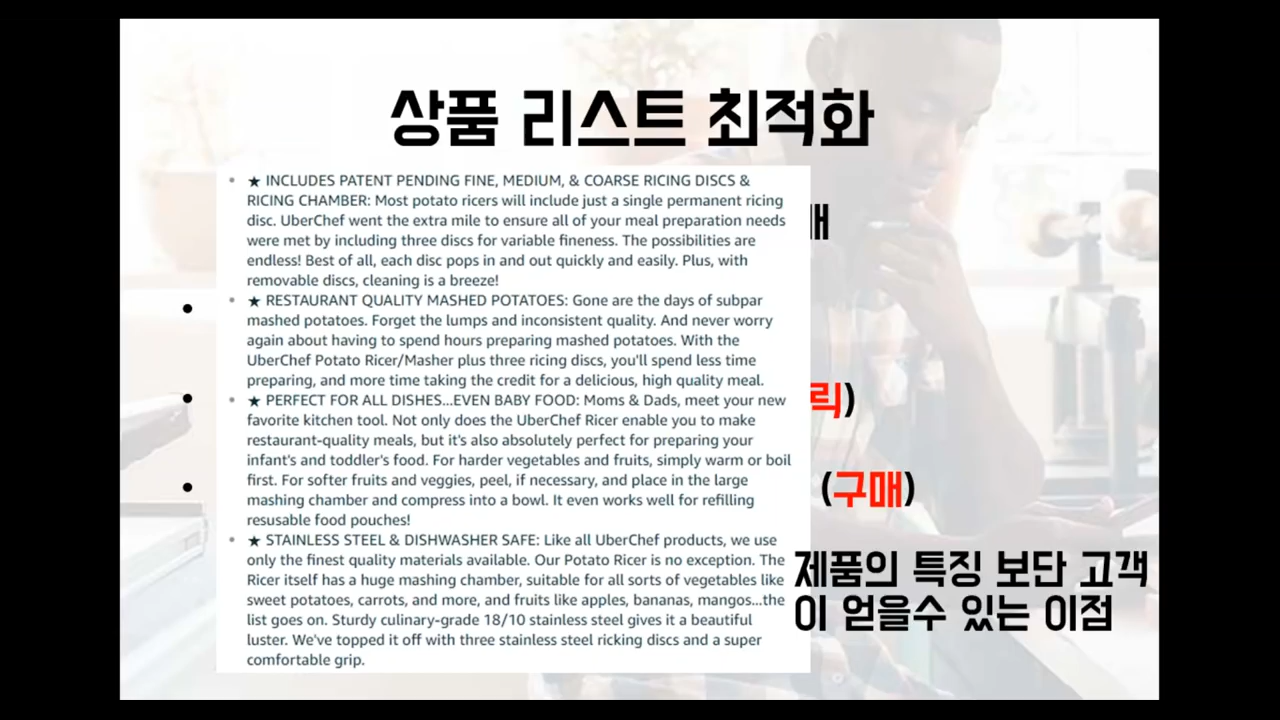 상품 리스트 최적화
★ INCLUDES PATENT PENDING FINE, MEDIUM, & COARSE RICING DISCS &
RICING CHAMBER: Most potato ricers will include just a single permanent ricing
disc. UberChef went the extra mile to ensure all of your meal preparation needs
were met by including three discs for variable fineness. The possibilities are
endless! Best of all, each disc pops in and out quickly and easily. Plus, with
removable discs, cleaning is a breeze!
★ RESTAURANT QUALITY MASHED POTATOES: Gone are the days of subpar
mashed potatoes. Forget the lumps and inconsistent quality. And never worry
again about having to spend hours preparing mashed potatoes. With the
UberChef Potato Ricer/Masher plus three ricing discs, you'll spend less time
preparing, and more time taking the credit for a delicious, high quality meal.
★ PERFECT FOR ALL DISHES...EVEN BABY FOOD: Moms & Dads, meet your new
favorite kitchen tool. Not only does the UberChef Ricer enable you to make
restaurant-quality meals, but it's also absolutely perfect for preparing your
infant's and toddler's food. For harder vegetables and fruits, simply warm or boil
first. For softer fruits and veggies, peel, if necessary, and place in the large
mashing chamber and compress into a bowl. It even works well for refilling
resusable food pouches!
★ STAINLESS STEEL & DISHWASHER SAFE: Like all UberChef products, we use
only the finest quality materials available. Our Potato Ricer is no exception. The
Ricer itself has a huge mashing chamber, suitable for all sorts of vegetables like
sweet potatoes, carrots, and more, and fruits like apples, bananas, mangos...the
list goes on. Sturdy culinary-grade 18/10 stainless steel gives it a beautiful
luster. We've topped it off with three stainless steel ricking discs and a super
comfortable grip.
릭)
(구매)
제품의 특징 보단 고객
이 얻을수 있는 이점